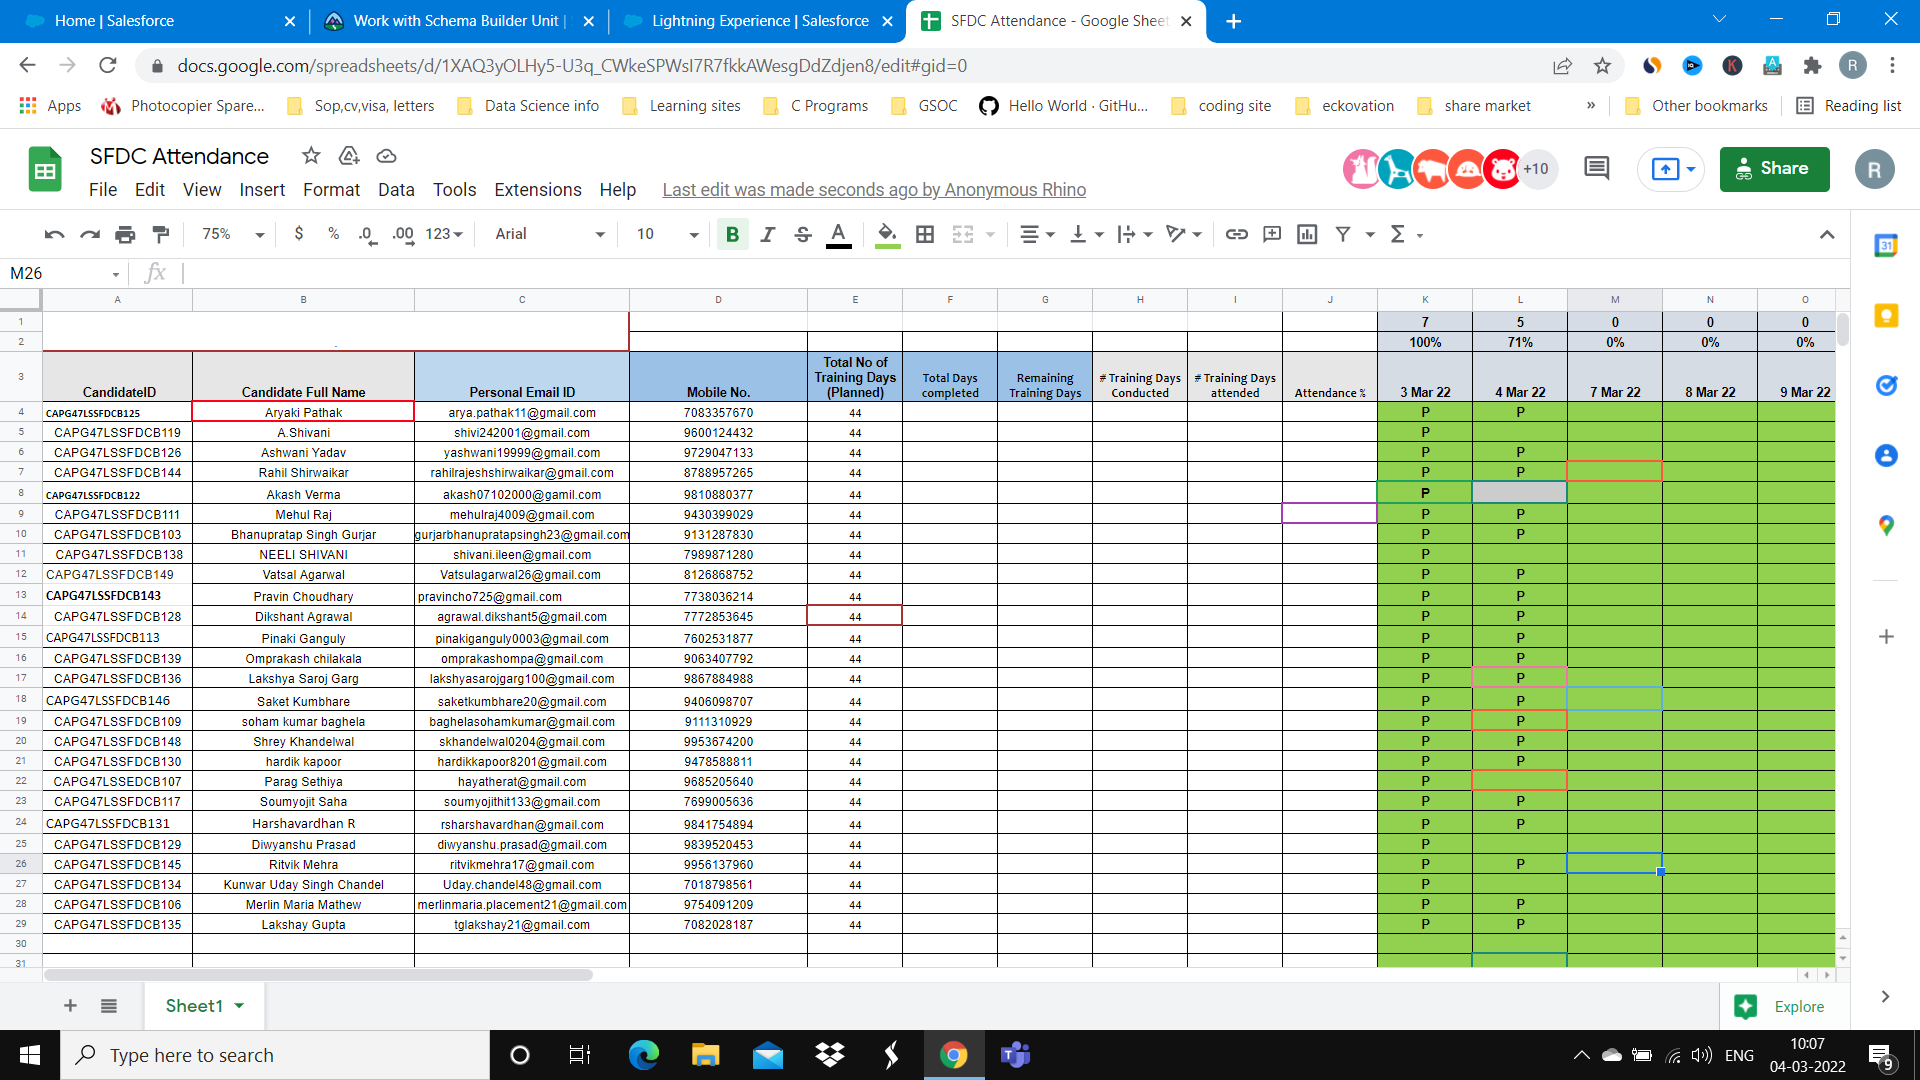 Home | Salesforce
Work with Schema Builder Unit |
Lightning Experience | Salesforce
SFDC Attendance - Google Sheet
docs.google.com/spreadsheets/d/1XAQ3yOLHy5-U3q_CWkeSPWsI7R7fkkAWesgDdZdjen8/edit#gid=0
R
Apps
Photocopier Spare...
Sop,cv,visa, letters
Data Science info
Learning sites
C Programs
GSOC
Hello World · GitHu...
coding site
eckovation
share market
»
Other bookmarks
Reading list
SFDC Attendance
+10
Share
R
File Edit View Insert Format Data Tools Extensions Help Last edit was made seconds ago by Anonymous Rhino
75% $ % .0 .00 123 Arial 10 B I S A
M26 fx
A B C D E F G H I J K L M N O
1 7 5 0 0 0
2 100% 71% 0% 0% 0%
3 CandidateID Candidate Full Name Personal Email ID Mobile No. Total No of Training Days (Planned) Total Days completed Remaining Training Days # Training Days Conducted # Training Days attended Attendance % 3 Mar 22 4 Mar 22 7 Mar 22 8 Mar 22 9 Mar 22
4 CAPG47LSSFDCB125 Aryaki Pathak arya.pathak11@gmail.com 7083357670 44 P P
5 CAPG47LSSFDCB119 A.Shivani shivi242001@gmail.com 9600124432 44 P
6 CAPG47LSSFDCB126 Ashwani Yadav yashwani19999@gmail.com 9729047133 44 P P
7 CAPG47LSSFDCB144 Rahil Shirwaikar rahilrajeshshirwaikar@gmail.com 8788957265 44 P P
8 CAPG47LSSFDCB122 Akash Verma akash07102000@gamil.com 9810880377 44 P
9 CAPG47LSSFDCB111 Mehul Raj mehulraj4009@gmail.com 9430399029 44 P P
10 CAPG47LSSFDCB103 Bhanupratap Singh Gurjar gurjarbhanupratapsingh23@gmail.com 9131287830 44 P P
11 CAPG47LSSFDCB138 NEELI SHIVANI shivani.ileen@gmail.com 7989871280 44 P
12 CAPG47LSSFDCB149 Vatsal Agarwal Vatsulagarwal26@gmail.com 8126868752 44 P P
13 CAPG47LSSFDCB143 Pravin Choudhary pravincho725@gmail.com 7738036214 44 P P
14 CAPG47LSSFDCB128 Dikshant Agrawal agrawal.dikshant5@gmail.com 7772853645 44 P P
15 CAPG47LSSFDCB113 Pinaki Ganguly pinakiganguly0003@gmail.com 7602531877 44 P P
16 CAPG47LSSFDCB139 Omprakash chilakala omprakashompa@gmail.com 9063407792 44 P P
17 CAPG47LSSFDCB136 Lakshya Saroj Garg lakshyasarojgarg100@gmail.com 9867884988 44 P P
18 CAPG47LSSFDCB146 Saket Kumbhare saketkumbhare20@gmail.com 9406098707 44 P P
19 CAPG47LSSFDCB109 soham kumar baghela baghelasohamkumar@gmail.com 9111310929 44 P P
20 CAPG47LSSFDCB148 Shrey Khandelwal skhandelwal0204@gmail.com 9953674200 44 P P
21 CAPG47LSSFDCB130 hardik kapoor hardikkapoor8201@gmail.com 9478588811 44 P P
22 CAPG47LSSEDCB107 Parag Sethiya hayatherat@gmail.com 9685205640 44 P
23 CAPG47LSSFDCB117 Soumyojit Saha soumyojithit133@gmail.com 7699005636 44 P P
24 CAPG47LSSFDCB131 Harshavardhan R rsharshavardhan@gmail.com 9841754894 44 P P
25 CAPG47LSSFDCB129 Diwyanshu Prasad diwyanshu.prasad@gmail.com 9839520453 44 P
26 CAPG47LSSFDCB145 Ritvik Mehra ritvikmehra17@gmail.com 9956137960 44 P P
27 CAPG47LSSFDCB134 Kunwar Uday Singh Chandel Uday.chandel48@gmail.com 7018798561 44 P
28 CAPG47LSSFDCB106 Merlin Maria Mathew merlinmaria.placement21@gmail.com 9754091209 44 P P
29 CAPG47LSSFDCB135 Lakshay Gupta tglakshay21@gmail.com 7082028187 44 P P
30
31
Sheet1
Explore
Type here to search
ENG
10:07
04-03-2022
9